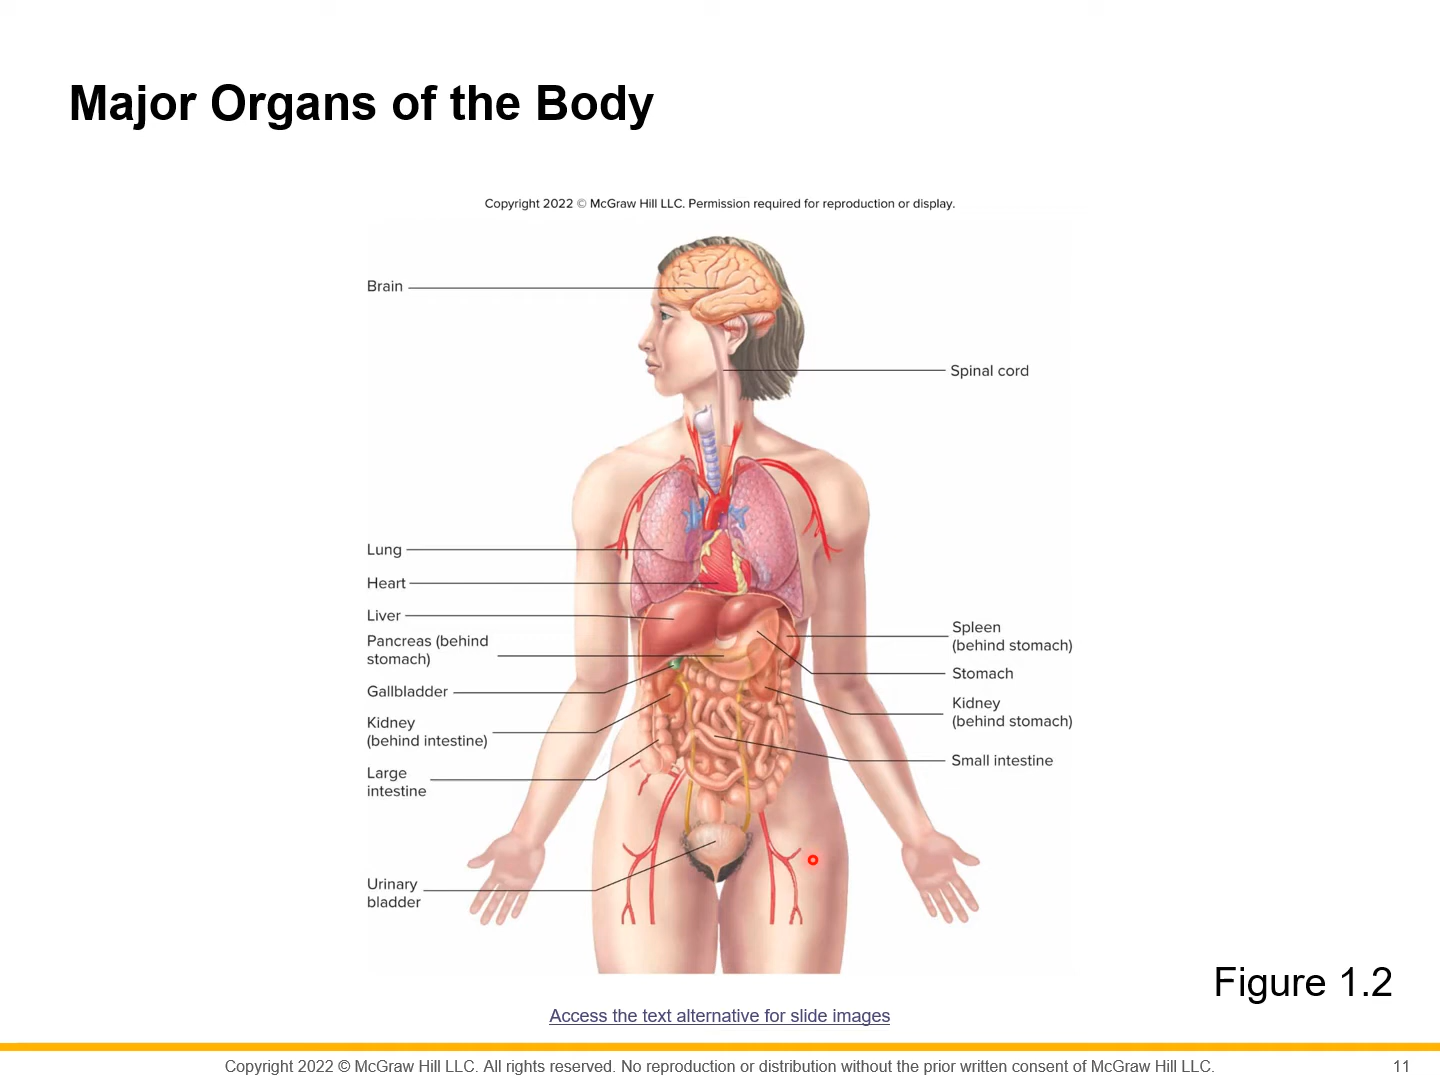 Major Organs of the Body
Copyright 2022 © McGraw Hill LLC. Permission required for reproduction or display.
Brain
Spinal cord
Lung
Heart
Liver
Pancreas (behind
stomach)
Gallbladder
Kidney
(behind intestine)
Large
intestine
Urinary
bladder
Spleen
(behind stomach)
Stomach
Kidney
(behind stomach)
Small intestine
Figure 1.2
Access the text alternative for slide images
Copyright 2022 © McGraw Hill LLC. All rights reserved. No reproduction or distribution without the prior written consent of McGraw Hill LLC.
11